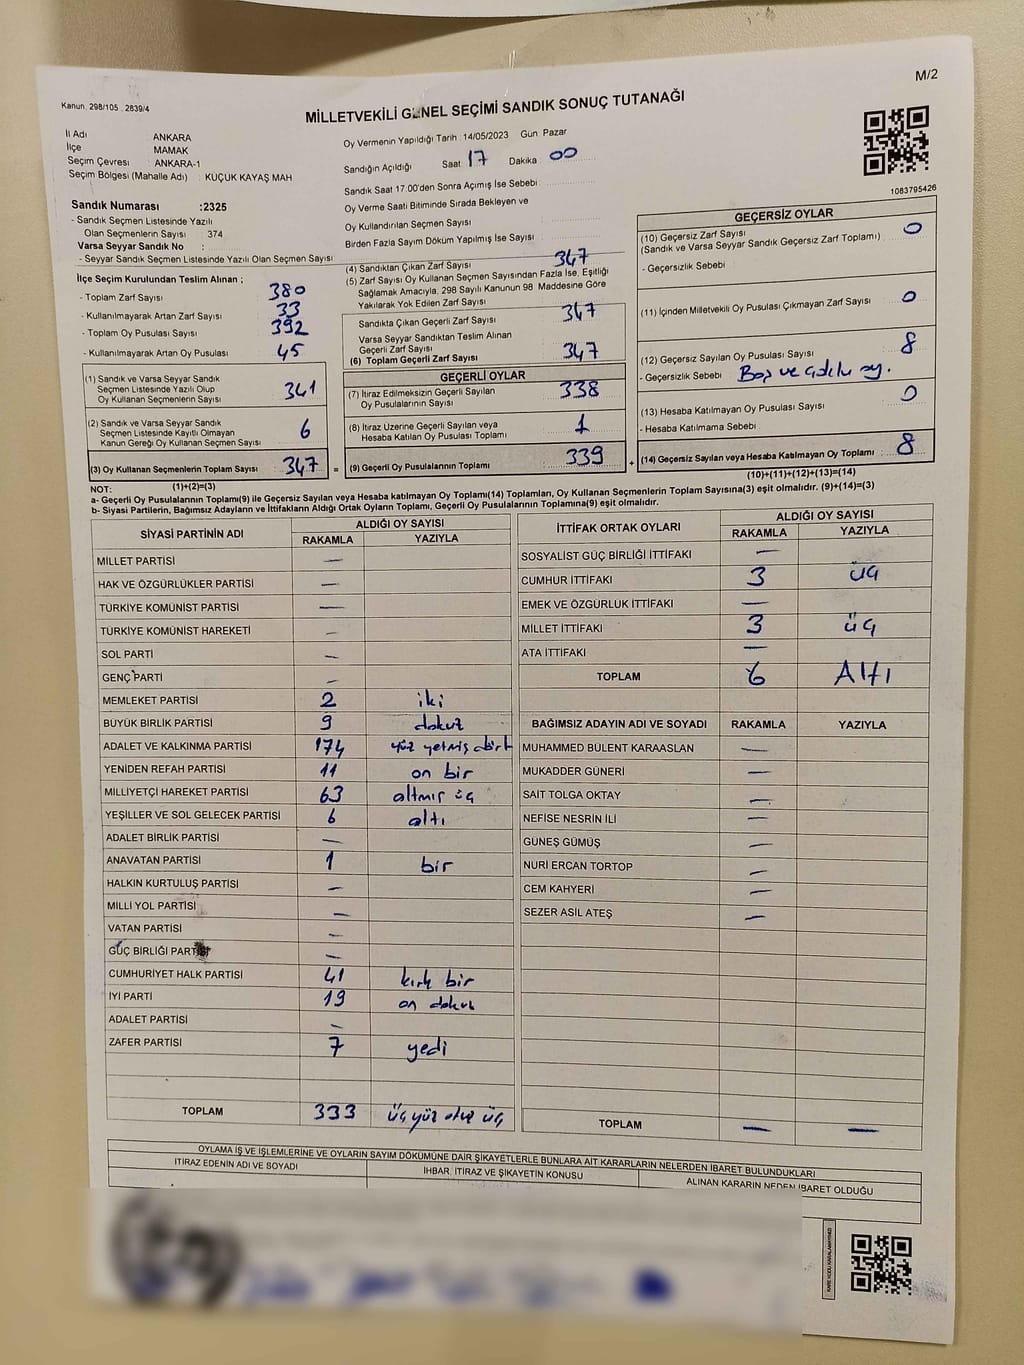 M/2
Kanun. 298/105 . 2839/4
MİLLETVEKİLİ GENEL SEÇİMİ SANDIK SONUÇ TUTANAĞI
İl Adı ANKARA
İlçe MAMAK
Seçim Çevresi : ANKARA-1
Seçim Bölgesi (Mahalle Adı) : KÜÇÜK KAYAŞ MAH
Oy Vermenin Yapıldığı Tarih : 14/05/2023 Gün: Pazar
Sandığın Açıldığı Saat 17 Dakika 00
Sandık Saat 17:00'den Sonra Açımış İse Sebebi :
Oy Verme Saati Bitiminde Sırada Bekleyen ve
Oy Kullandırılan Seçmen Sayısı
Birden Fazla Sayım Döküm Yapılmış İse Sayısı :
1083795426
Sandık Numarası :2325
- Sandık Seçmen Listesinde Yazılı
Olan Seçmenlerin Sayısı : 374
Varsa Seyyar Sandık No :
- Seyyar Sandık Seçmen Listesinde Yazılı Olan Seçmen Sayısı
İlçe Seçim Kurulundan Teslim Alınan ;
- Toplam Zarf Sayısı : 380
- Kullanılmayarak Artan Zarf Sayısı : 33
- Toplam Oy Pusulası Sayısı : 392
- Kullanılmayarak Artan Oy Pusulası : 45
(1) Sandık ve Varsa Seyyar Sandık
Seçmen Listesinde Yazılı Olup
Oy Kullanan Seçmenlerin Sayısı : 341
(2) Sandık ve Varsa Seyyar Sandık
Seçmen Listesinde Kayıtlı Olmayan
Kanun Gereği Oy Kullanan Seçmen Sayısı : 6
(3) Oy Kullanan Seçmenlerin Toplam Sayısı : 347 =
(1)+(2)=(3)
(4) Sandıktan Çıkan Zarf Sayısı 347
(5) Zarf Sayısı Oy Kullanan Seçmen Sayısından Fazla İse, Eşitliği
Sağlamak Amacıyla, 298 Sayılı Kanunun 98 Maddesine Göre
Yakılarak Yok Edilen Zarf Sayısı :
Sandıkta Çıkan Geçerli Zarf Sayısı : 347
Varsa Seyyar Sandıktan Teslim Alınan
Geçerli Zarf Sayısı :
(6) Toplam Geçerli Zarf Sayısı : 347
GEÇERLİ OYLAR
(7) İtiraz Edilmeksizin Geçerli Sayılan
Oy Pusulalarının Sayısı : 338
(8) İtiraz Üzerine Geçerli Sayılan veya
Hesaba Katılan Oy Pusulası Toplamı : 1
(9) Geçerli Oy Pusulalarının Toplamı : 339 +
GEÇERSİZ OYLAR
(10) Geçersiz Zarf Sayısı 0
(Sandık ve Varsa Seyyar Sandık Geçersiz Zarf Toplamı) :
- Geçersizlik Sebebi :
(11) İçinden Milletvekili Oy Pusulası Çıkmayan Zarf Sayısı : 0
(12) Geçersiz Sayılan Oy Pusulası Sayısı : 8
- Geçersizlik Sebebi : Boş ve oy.
(13) Hesaba Katılmayan Oy Pusulası Sayısı : 0
- Hesaba Katılmama Sebebi :
(14) Geçersiz Sayılan veya Hesaba Katılmayan Oy Toplamı : 8
(10)+(11)+(12)+(13)=(14)
NOT:
a- Geçerli Oy Pusulalarının Toplamı(9) ile Geçersiz Sayılan veya Hesaba katılmayan Oy Toplamı(14) Toplamları, Oy Kullanan Seçmenlerin Toplam Sayısına(3) eşit olmalıdır. (9)+(14)=(3)
b- Siyasi Partilerin, Bağımsız Adayların ve İttifakların Aldığı Ortak Oyların Toplamı, Geçerli Oy Pusulalarının Toplamına(9) eşit olmalıdır.
SİYASİ PARTİNİN ADI ALDIĞI OY SAYISI
RAKAMLA YAZIYLA
MİLLET PARTİSİ —
HAK VE ÖZGÜRLÜKLER PARTİSİ —
TÜRKİYE KOMÜNİST PARTİSİ —
TÜRKİYE KOMÜNİST HAREKETİ —
SOL PARTİ —
GENÇ PARTİ —
MEMLEKET PARTİSİ 2 iki
BÜYÜK BİRLİK PARTİSİ 9 dokuz
ADALET VE KALKINMA PARTİSİ 174 yüz yetmiş dört
YENİDEN REFAH PARTİSİ 11 on bir
MİLLİYETÇİ HAREKET PARTİSİ 63 altmış üç
YEŞİLLER VE SOL GELECEK PARTİSİ 6 altı
ADALET BİRLİK PARTİSİ —
ANAVATAN PARTİSİ 1 bir
HALKIN KURTULUŞ PARTİSİ —
MİLLİ YOL PARTİSİ —
VATAN PARTİSİ —
GÜÇ BİRLİĞİ PARTİSİ —
CUMHURİYET HALK PARTİSİ 41 kırk bir
İYİ PARTİ 19 on dokuz
ADALET PARTİSİ —
ZAFER PARTİSİ 7 yedi
TOPLAM 333 üç yüz otuz üç
İTTİFAK ORTAK OYLARI ALDIĞI OY SAYISI
RAKAMLA YAZIYLA
SOSYALİST GÜÇ BİRLİĞİ İTTİFAKI —
CUMHUR İTTİFAKI 3 üç
EMEK VE ÖZGÜRLÜK İTTİFAKI —
MİLLET İTTİFAKI 3 üç
ATA İTTİFAKI —
TOPLAM 6 Altı
BAĞIMSIZ ADAYIN ADI VE SOYADI RAKAMLA YAZIYLA
MUHAMMED BÜLENT KARAASLAN —
MUKADDER GÜNERİ —
SAİT TOLGA OKTAY —
NEFİSE NESRİN İLİ —
GÜNEŞ GÜMÜŞ —
NURİ ERCAN TORTOP —
CEM KAHYERİ —
SEZER ASİL ATEŞ —
TOPLAM — —
OYLAMA İŞ VE İŞLEMLERİNE VE OYLARIN SAYIM DÖKÜMÜNE DAİR ŞİKAYETLERLE BUNLARA AİT KARARLARIN NELERDEN İBARET BULUNDUKLARI
İTİRAZ EDENİN ADI VE SOYADI İHBAR, İTİRAZ VE ŞİKAYETİN KONUSU ALINAN KARARIN NEDEN İBARET OLDUĞU